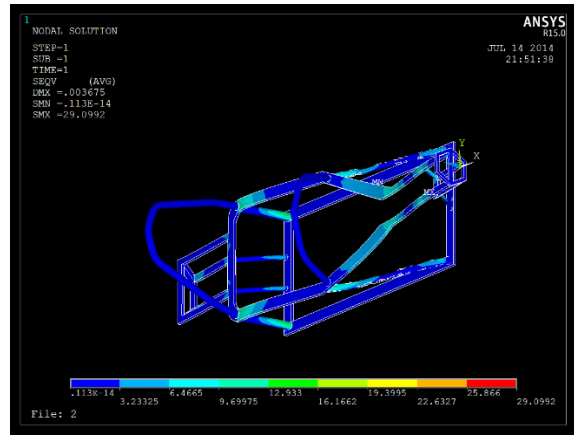 1
NODAL SOLUTION
ANSYS
R15.0
STEP=1
SUB =1
TIME=1
SEQV (AVG)
DMX =.003675
SMN =.113E-14
SMX =29.0992
JUL 14 2014
21:51:38
Y
X
MN
MX
.113E-14 6.4665 12.933 19.3995 25.866
3.23325 9.69975 16.1662 22.6327 29.0992
File: 2